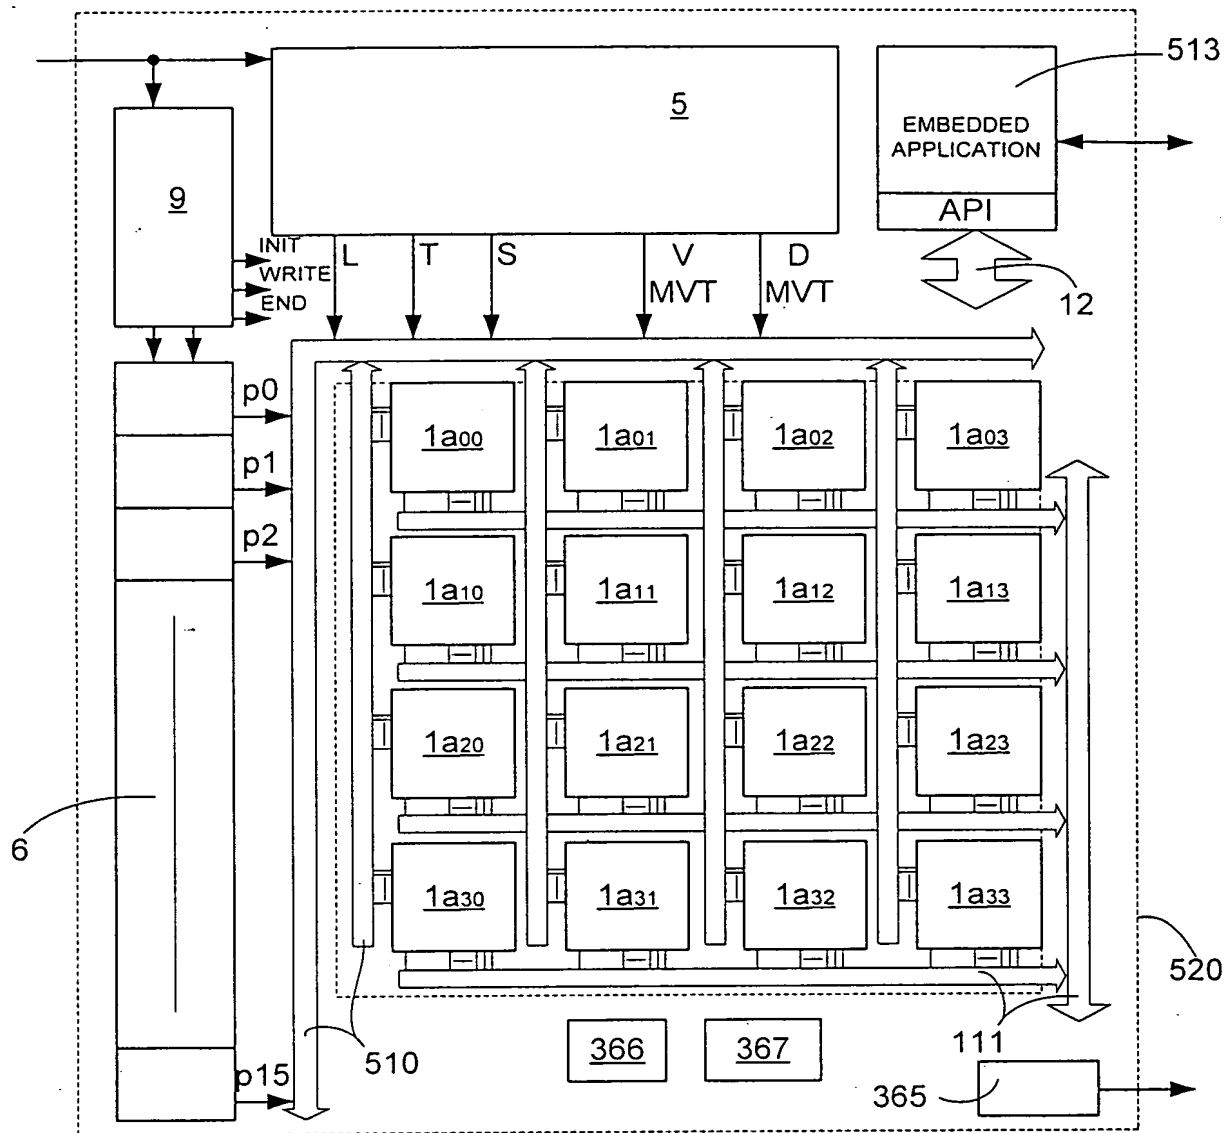 513
5
EMBEDDED
APPLICATION
9
API
INIT
WRITE
END
L
T
S
V
MVT
D
MVT
12
p0
p1
p2
1a00
1a01
1a02
1a03
1a10
1a11
1a12
1a13
1a20
1a21
1a22
1a23
6
1a30
1a31
1a32
1a33
520
366
367
111
510
p15
365